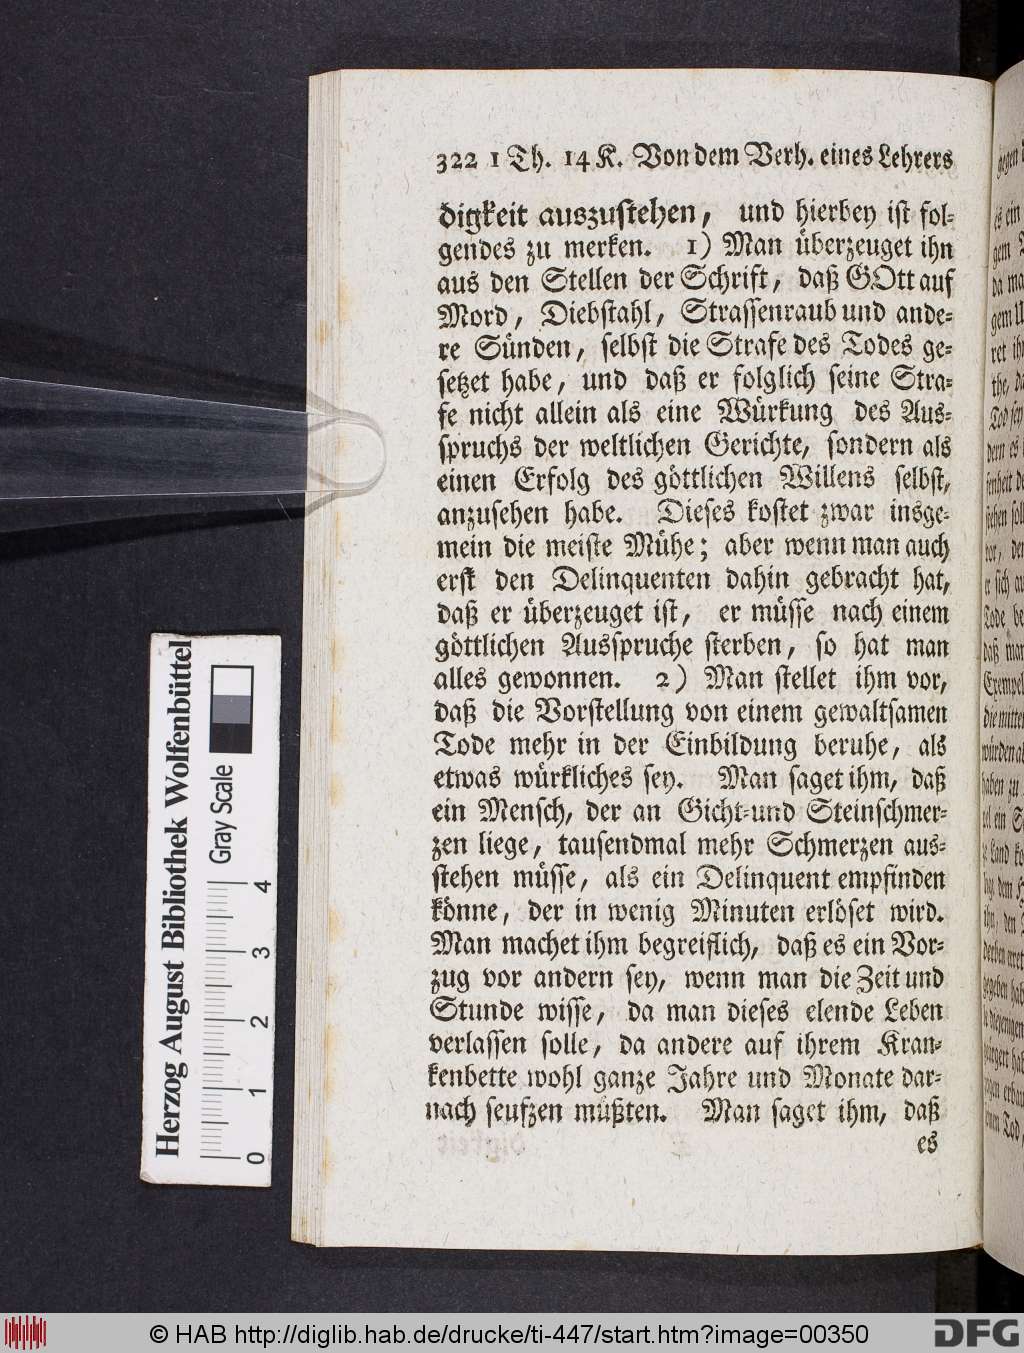 322 1 Th. 14 K. Von dem Verh. eines Lehrers
digkeit auszustehen, und hierbey ist fol-
gendes zu merken. 1) Man überzeuget ihn
aus den Stellen der Schrift, daß GOtt auf
Mord, Diebstahl, Strassenraub und ande-
re Sünden, selbst die Strafe des Todes ge-
setzet habe, und daß er folglich seine Stra-
fe nicht allein als eine Würkung des Aus-
spruchs der weltlichen Gerichte, sondern als
einen Erfolg des göttlichen Willens selbst,
anzusehen habe. Dieses kostet zwar insge-
mein die meiste Mühe; aber wenn man auch
erst den Delinquenten dahin gebracht hat,
daß er überzeuget ist, er müsse nach einem
göttlichen Ausspruche sterben, so hat man
alles gewonnen. 2) Man stellet ihm vor,
daß die Vorstellung von einem gewaltsamen
Tode mehr in der Einbildung beruhe, als
etwas würkliches sey. Man saget ihm, daß
ein Mensch, der an Gicht-und Steinschmer-
zen liege, tausendmal mehr Schmerzen aus-
stehen müsse, als ein Delinquent empfinden
könne, der in wenig Minuten erlöset wird.
Man machet ihm begreiflich, daß es ein Vor-
zug vor andern sey, wenn man die Zeit und
Stunde wisse, da man dieses elende Leben
verlassen solle, da andere auf ihrem Kran-
kenbette wohl ganze Jahre und Monate dar-
nach seufzen müßten. Man saget ihm, daß
es
Herzog August Bibliothek Wolfenbüttel
Gray Scale
0 1 2 3 4
© HAB http://diglib.hab.de/drucke/ti-447/start.htm?image=00350
DFG